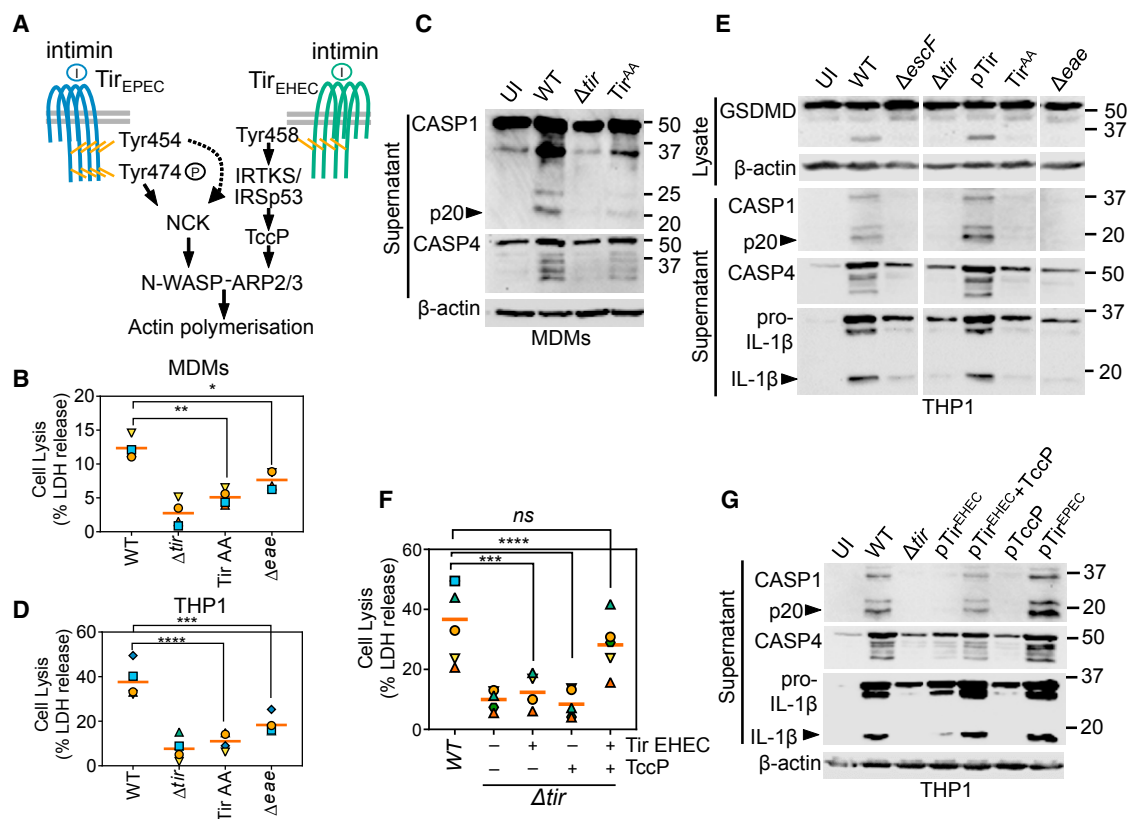 A
intimin
I
Tir EPEC
Tyr454
Tyr474 P
NCK
intimin
I
Tir EHEC
Tyr458
IRTKS/
IRSp53
TccP
N-WASP-ARP2/3
Actin polymerisation
B
MDMs
Cell Lysis
(% LDH release)
20
15
10
5
0
*
**
WT
Δtir
Tir AA
Δeae
C
UI WT Δtir Tir^AA
Supernatant
CASP1
50
37
25
p20
20
CASP4
50
37
β-actin
MDMs
D
THP1
Cell Lysis
(% LDH release)
60
40
20
0
***
****
WT
Δtir
Tir AA
Δeae
E
UI WT ΔescF Δtir pTir Tir^AA Δeae
Lysate
GSDMD
50
37
β-actin
Supernatant
CASP1
37
p20
20
CASP4
50
pro-
IL-1β
37
IL-1β
20
THP1
F
Cell Lysis
(% LDH release)
60
40
20
0
ns
****
***
WT
– + – + Tir EHEC
– – + + TccP
Δtir
G
UI WT Δtir pTir^EHEC pTir^EHEC+TccP pTccP pTir^EPEC
Supernatant
CASP1
37
p20
20
CASP4
50
pro-
IL-1β
37
IL-1β
20
β-actin
THP1